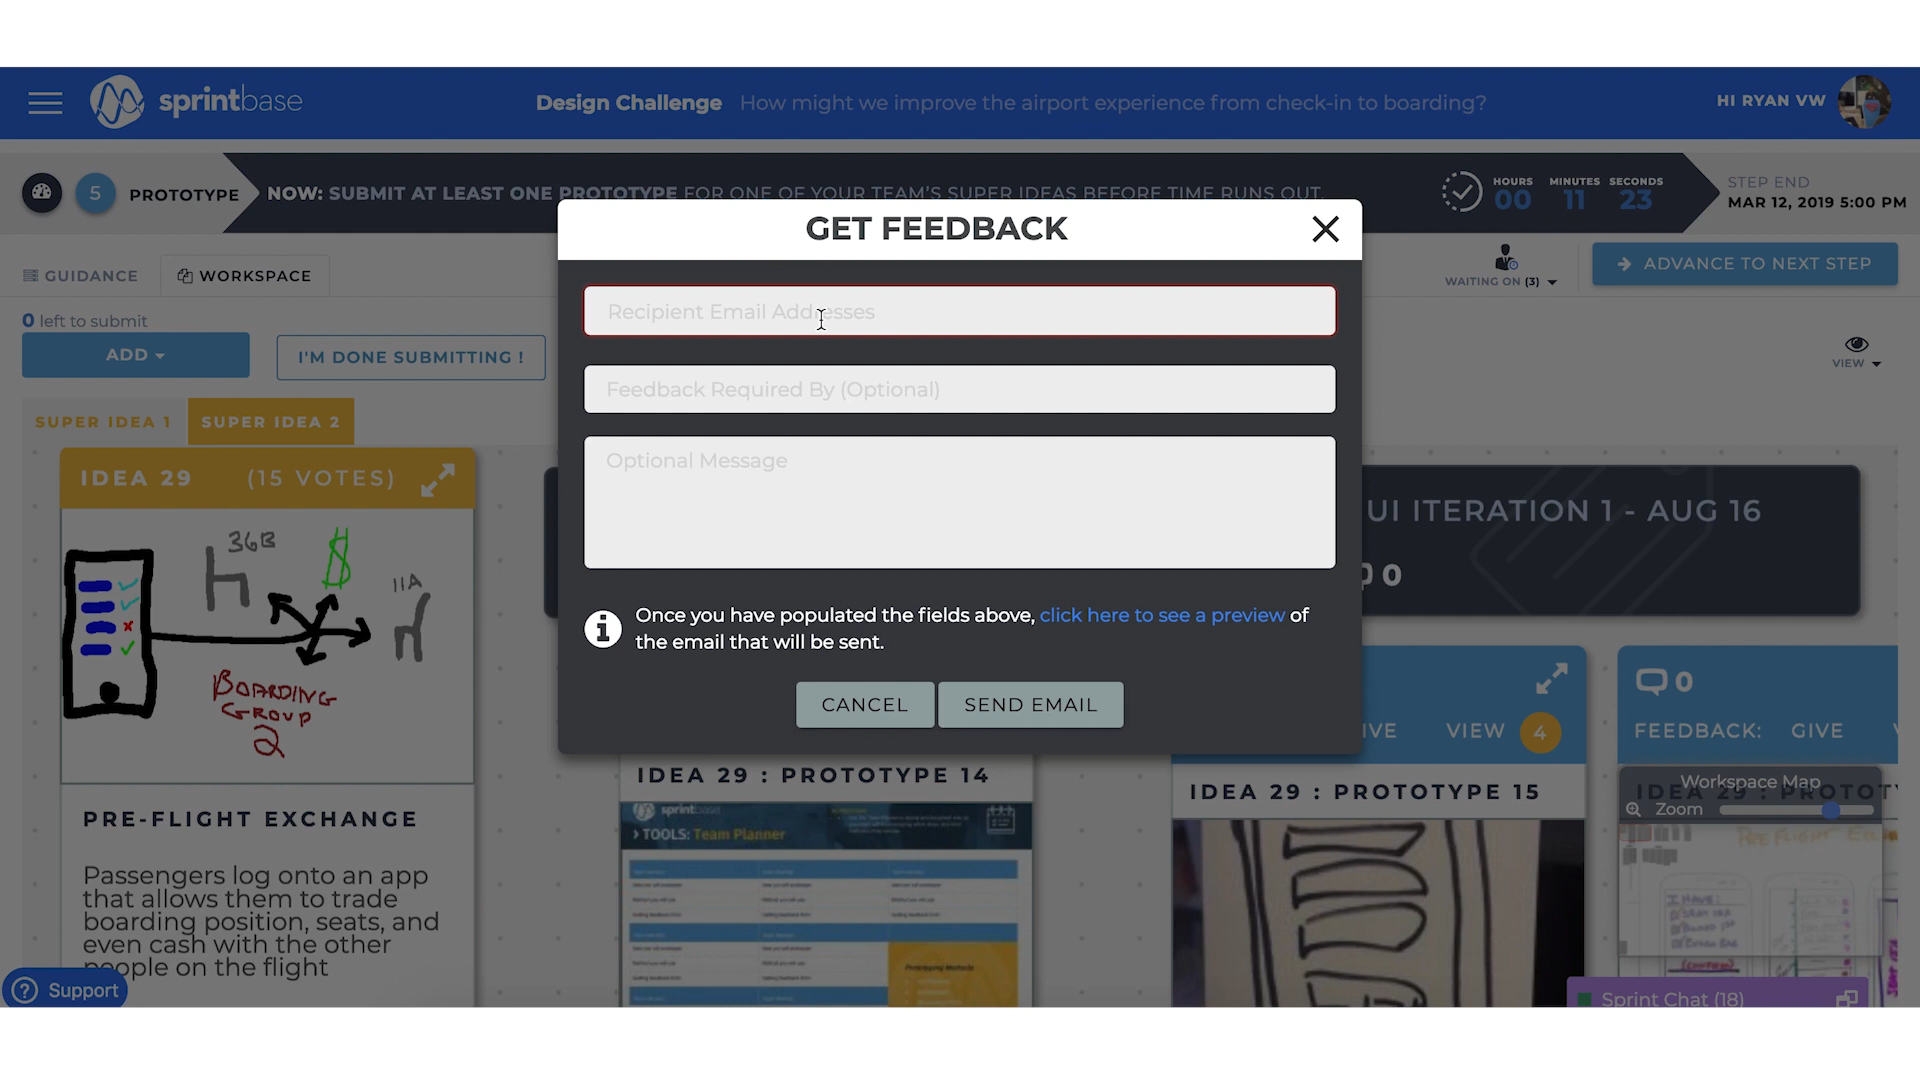 sprintbase
Design Challenge How might we improve the airport experience from check-in to boarding?
HI RYAN VW
5 PROTOTYPE
NOW: SUBMIT AT LEAST ONE PROTOTYPE FOR ONE OF YOUR TEAM'S SUPER IDEAS BEFORE TIME RUNS OUT.
HOURS MINUTES SECONDS
00 11 23
STEP END
MAR 12, 2019 5:00 PM
GUIDANCE
WORKSPACE
WAITING ON (3)
ADVANCE TO NEXT STEP
0 left to submit
ADD
I'M DONE SUBMITTING !
VIEW
SUPER IDEA 1
SUPER IDEA 2
GET FEEDBACK
Recipient Email Addresses
Feedback Required By (Optional)
Optional Message
Once you have populated the fields above, click here to see a preview of
the email that will be sent.
CANCEL
SEND EMAIL
IDEA 29 (15 VOTES)
36B
$
11A
BOARDING
GROUP
2
PRE-FLIGHT EXCHANGE
Passengers log onto an app
that allows them to trade
boarding position, seats, and
even cash with the other
people on the flight
UI ITERATION 1 - AUG 16
0
VIEW 4
0
FEEDBACK: GIVE
IDEA 29 : PROTOTYPE 14
sprintbase
TOOLS: Team Planner
Prototyping Methods
IDEA 29 : PROTOTYPE 15
Workspace Map
Zoom
I HAVE:
Support
Sprint Chat (18)